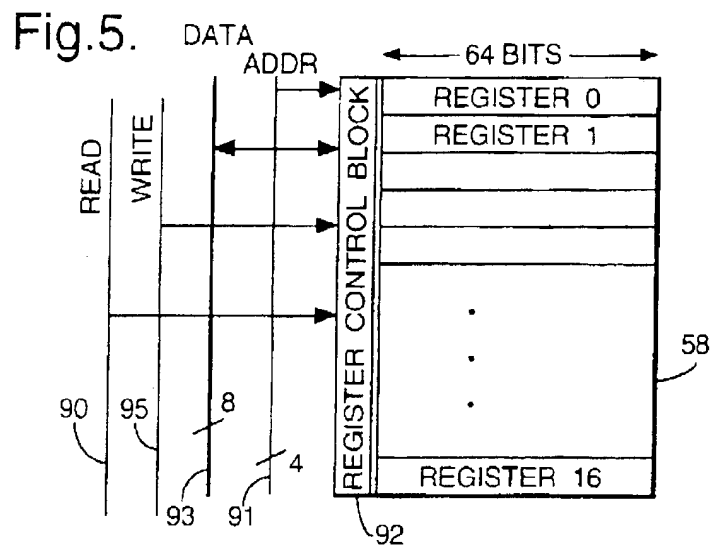 Fig.5.
DATA
ADDR
64 BITS
READ
WRITE
REGISTER CONTROL BLOCK
REGISTER 0
REGISTER 1
58
8
4
90
95
93
91
92
REGISTER 16